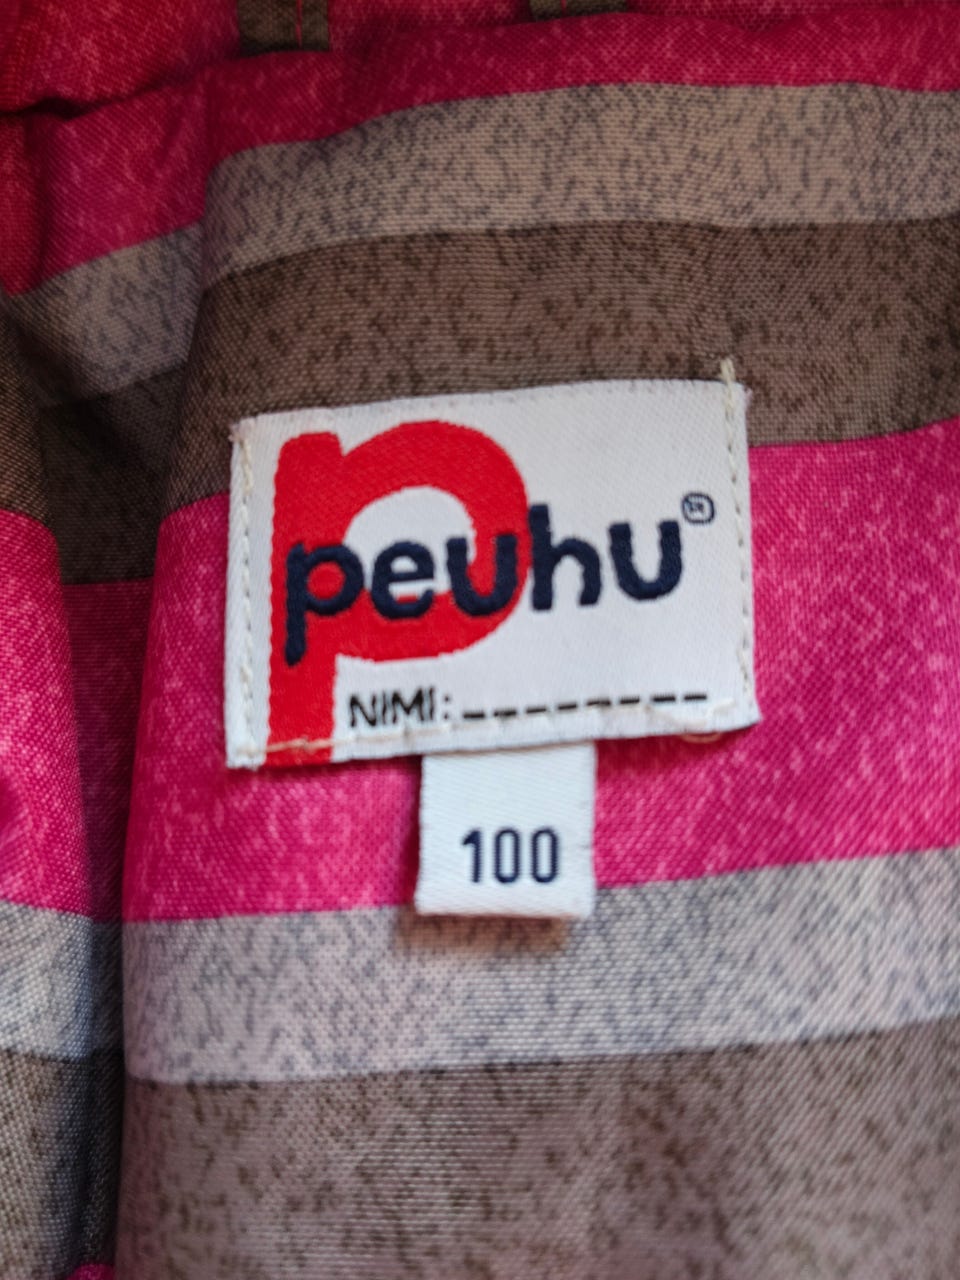 peuhu®
NIMI: _ _ _ _ _ _ _ _ _
100